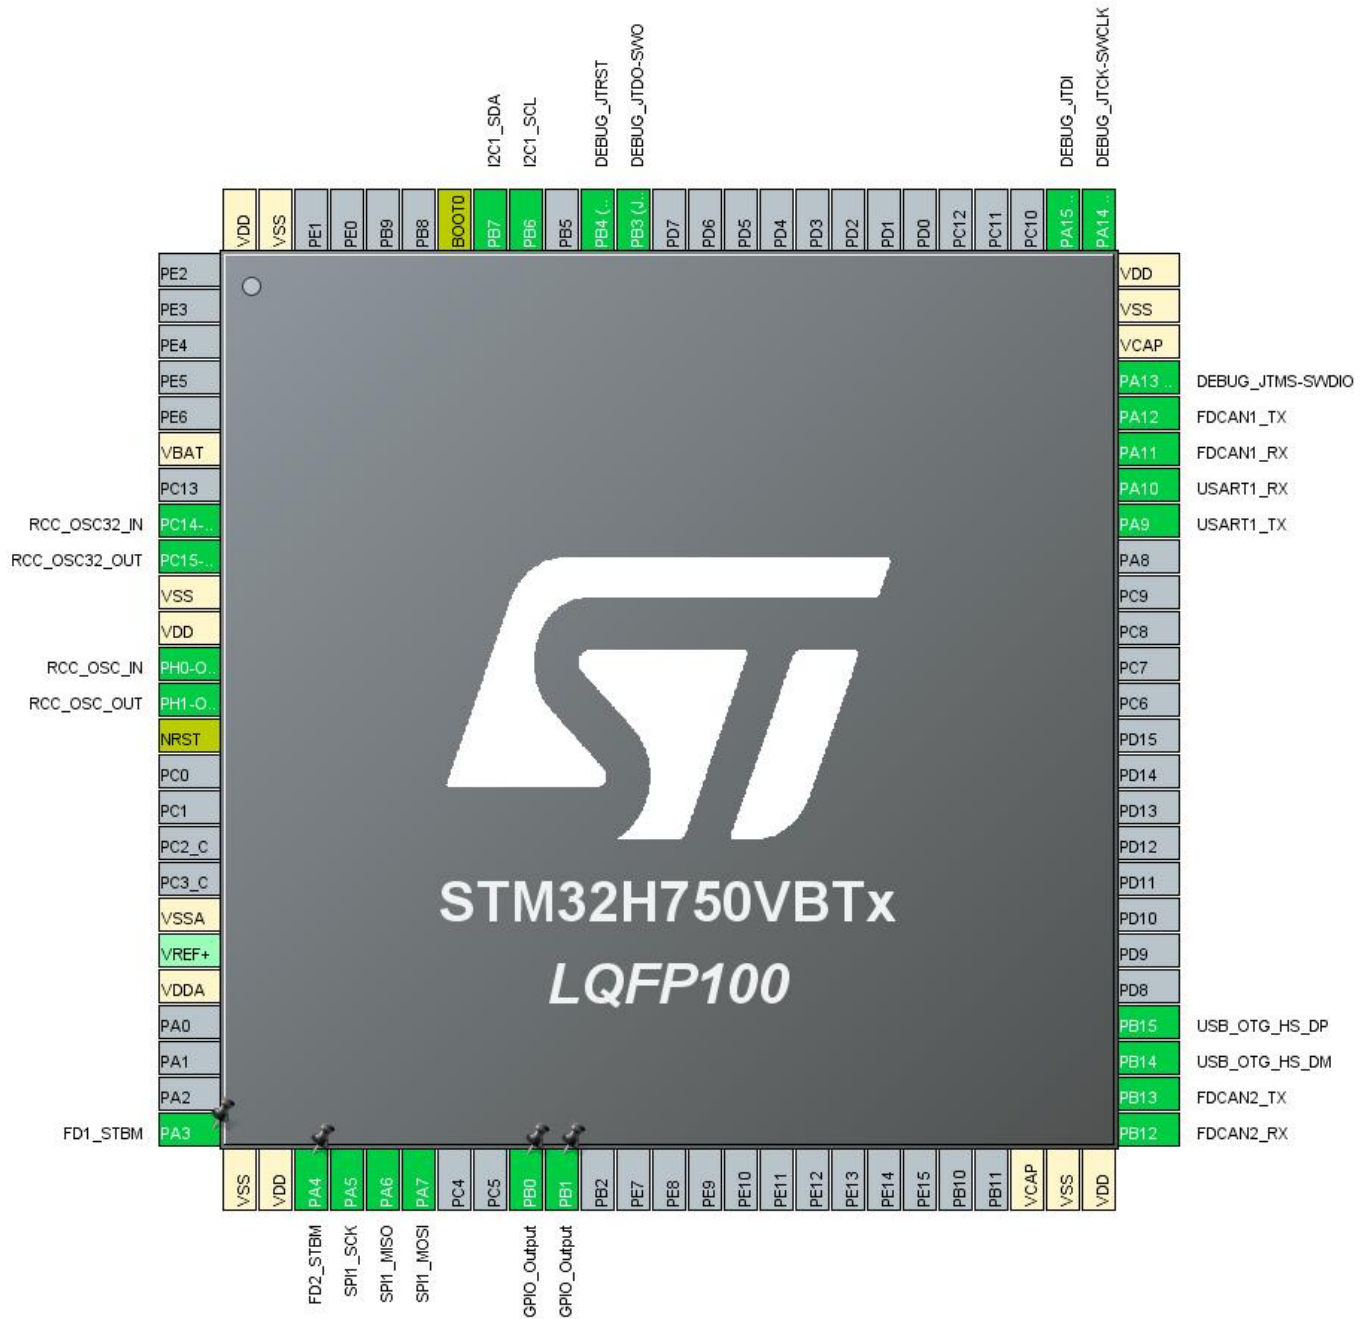 I2C1_SDA
I2C1_SCL
DEBUG_JTRST
DEBUG_JTDO-SWO
DEBUG_JTDI
DEBUG_JTCK-SWCLK
VDD
VSS
PE1
PE0
PB9
PB8
BOOT0
PB7
PB6
PB5
PB4 (..
PB3 (J..
PD7
PD6
PD5
PD4
PD3
PD2
PD1
PD0
PC12
PC11
PC10
PA15 ..
PA14 ..
PE2
PE3
PE4
PE5
PE6
VBAT
PC13
RCC_OSC32_IN PC14-..
RCC_OSC32_OUT PC15-..
VSS
VDD
RCC_OSC_IN PH0-O..
RCC_OSC_OUT PH1-O..
NRST
PC0
PC1
PC2_C
PC3_C
VSSA
VREF+
VDDA
PA0
PA1
PA2
FD1_STBM PA3
STM32H750VBTx
LQFP100
VDD
VSS
VCAP
PA13 .. DEBUG_JTMS-SWDIO
PA12 FDCAN1_TX
PA11 FDCAN1_RX
PA10 USART1_RX
PA9 USART1_TX
PA8
PC9
PC8
PC7
PC6
PD15
PD14
PD13
PD12
PD11
PD10
PD9
PD8
PB15 USB_OTG_HS_DP
PB14 USB_OTG_HS_DM
PB13 FDCAN2_TX
PB12 FDCAN2_RX
VSS
VDD
PA4
PA5
PA6
PA7
PC4
PC5
PB0
PB1
PB2
PE7
PE8
PE9
PE10
PE11
PE12
PE13
PE14
PE15
PB10
PB11
VCAP
VSS
VDD
FD2_STBM
SPI1_SCK
SPI1_MISO
SPI1_MOSI
GPIO_Output
GPIO_Output